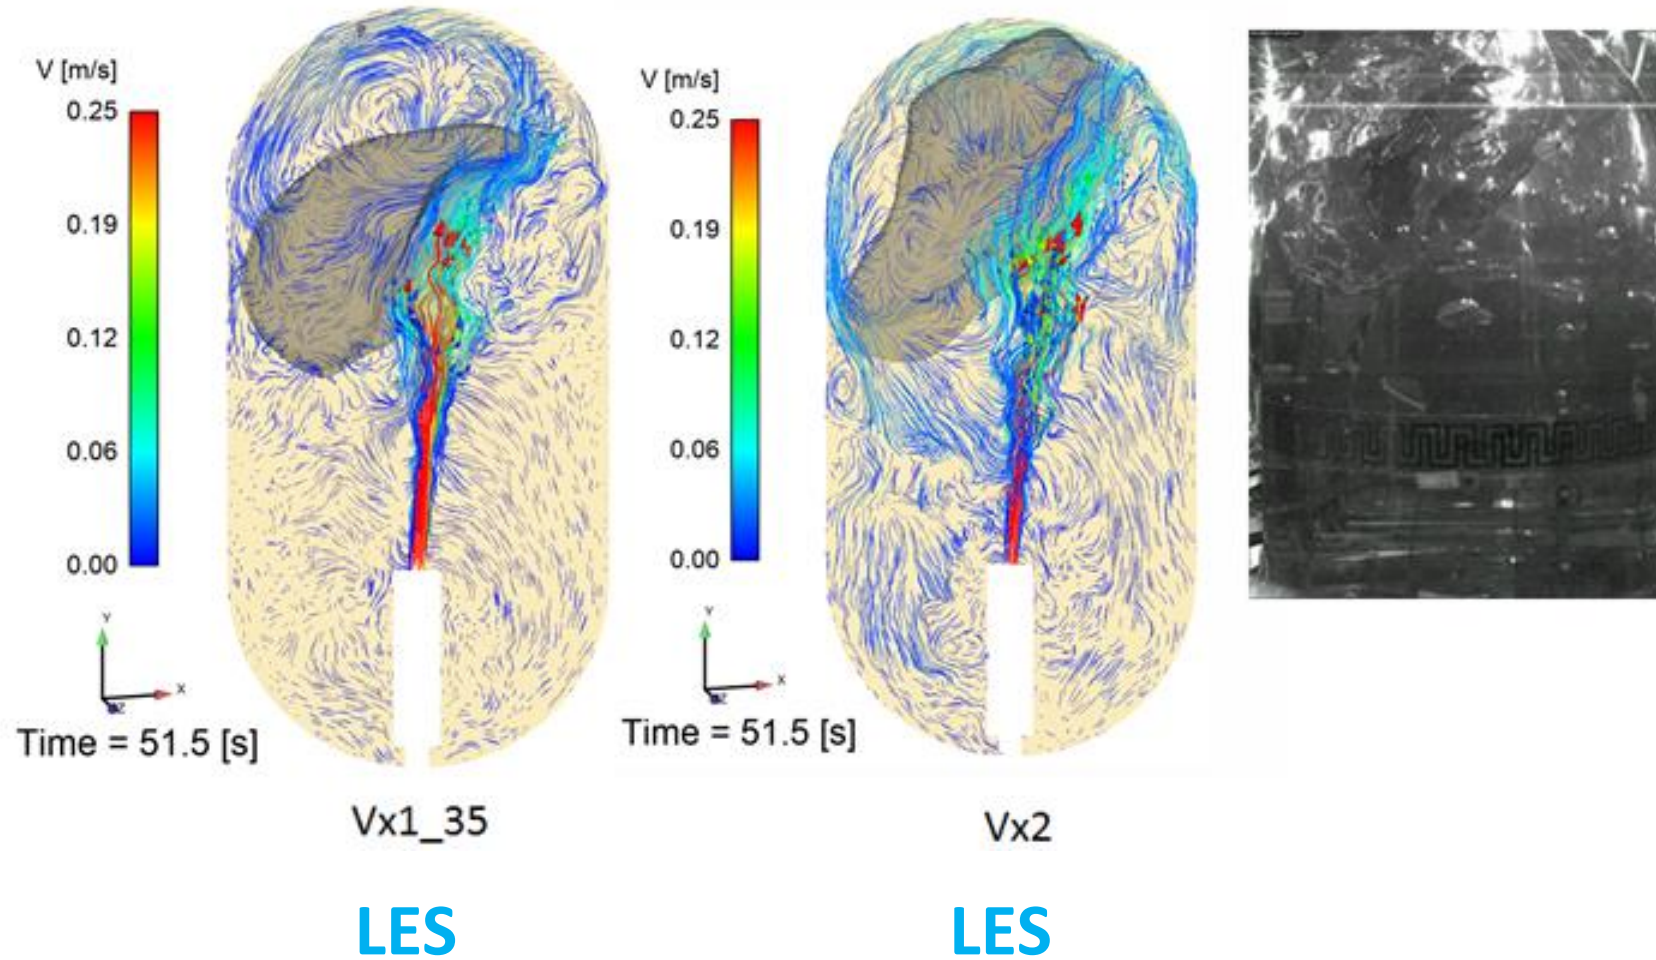 V [m/s]
0.25
0.19
0.12
0.06
0.00
Y
X
Z
Time = 51.5 [s]
Vx1_35
LES
V [m/s]
0.25
0.19
0.12
0.06
0.00
Y
X
Z
Time = 51.5 [s]
Vx2
LES